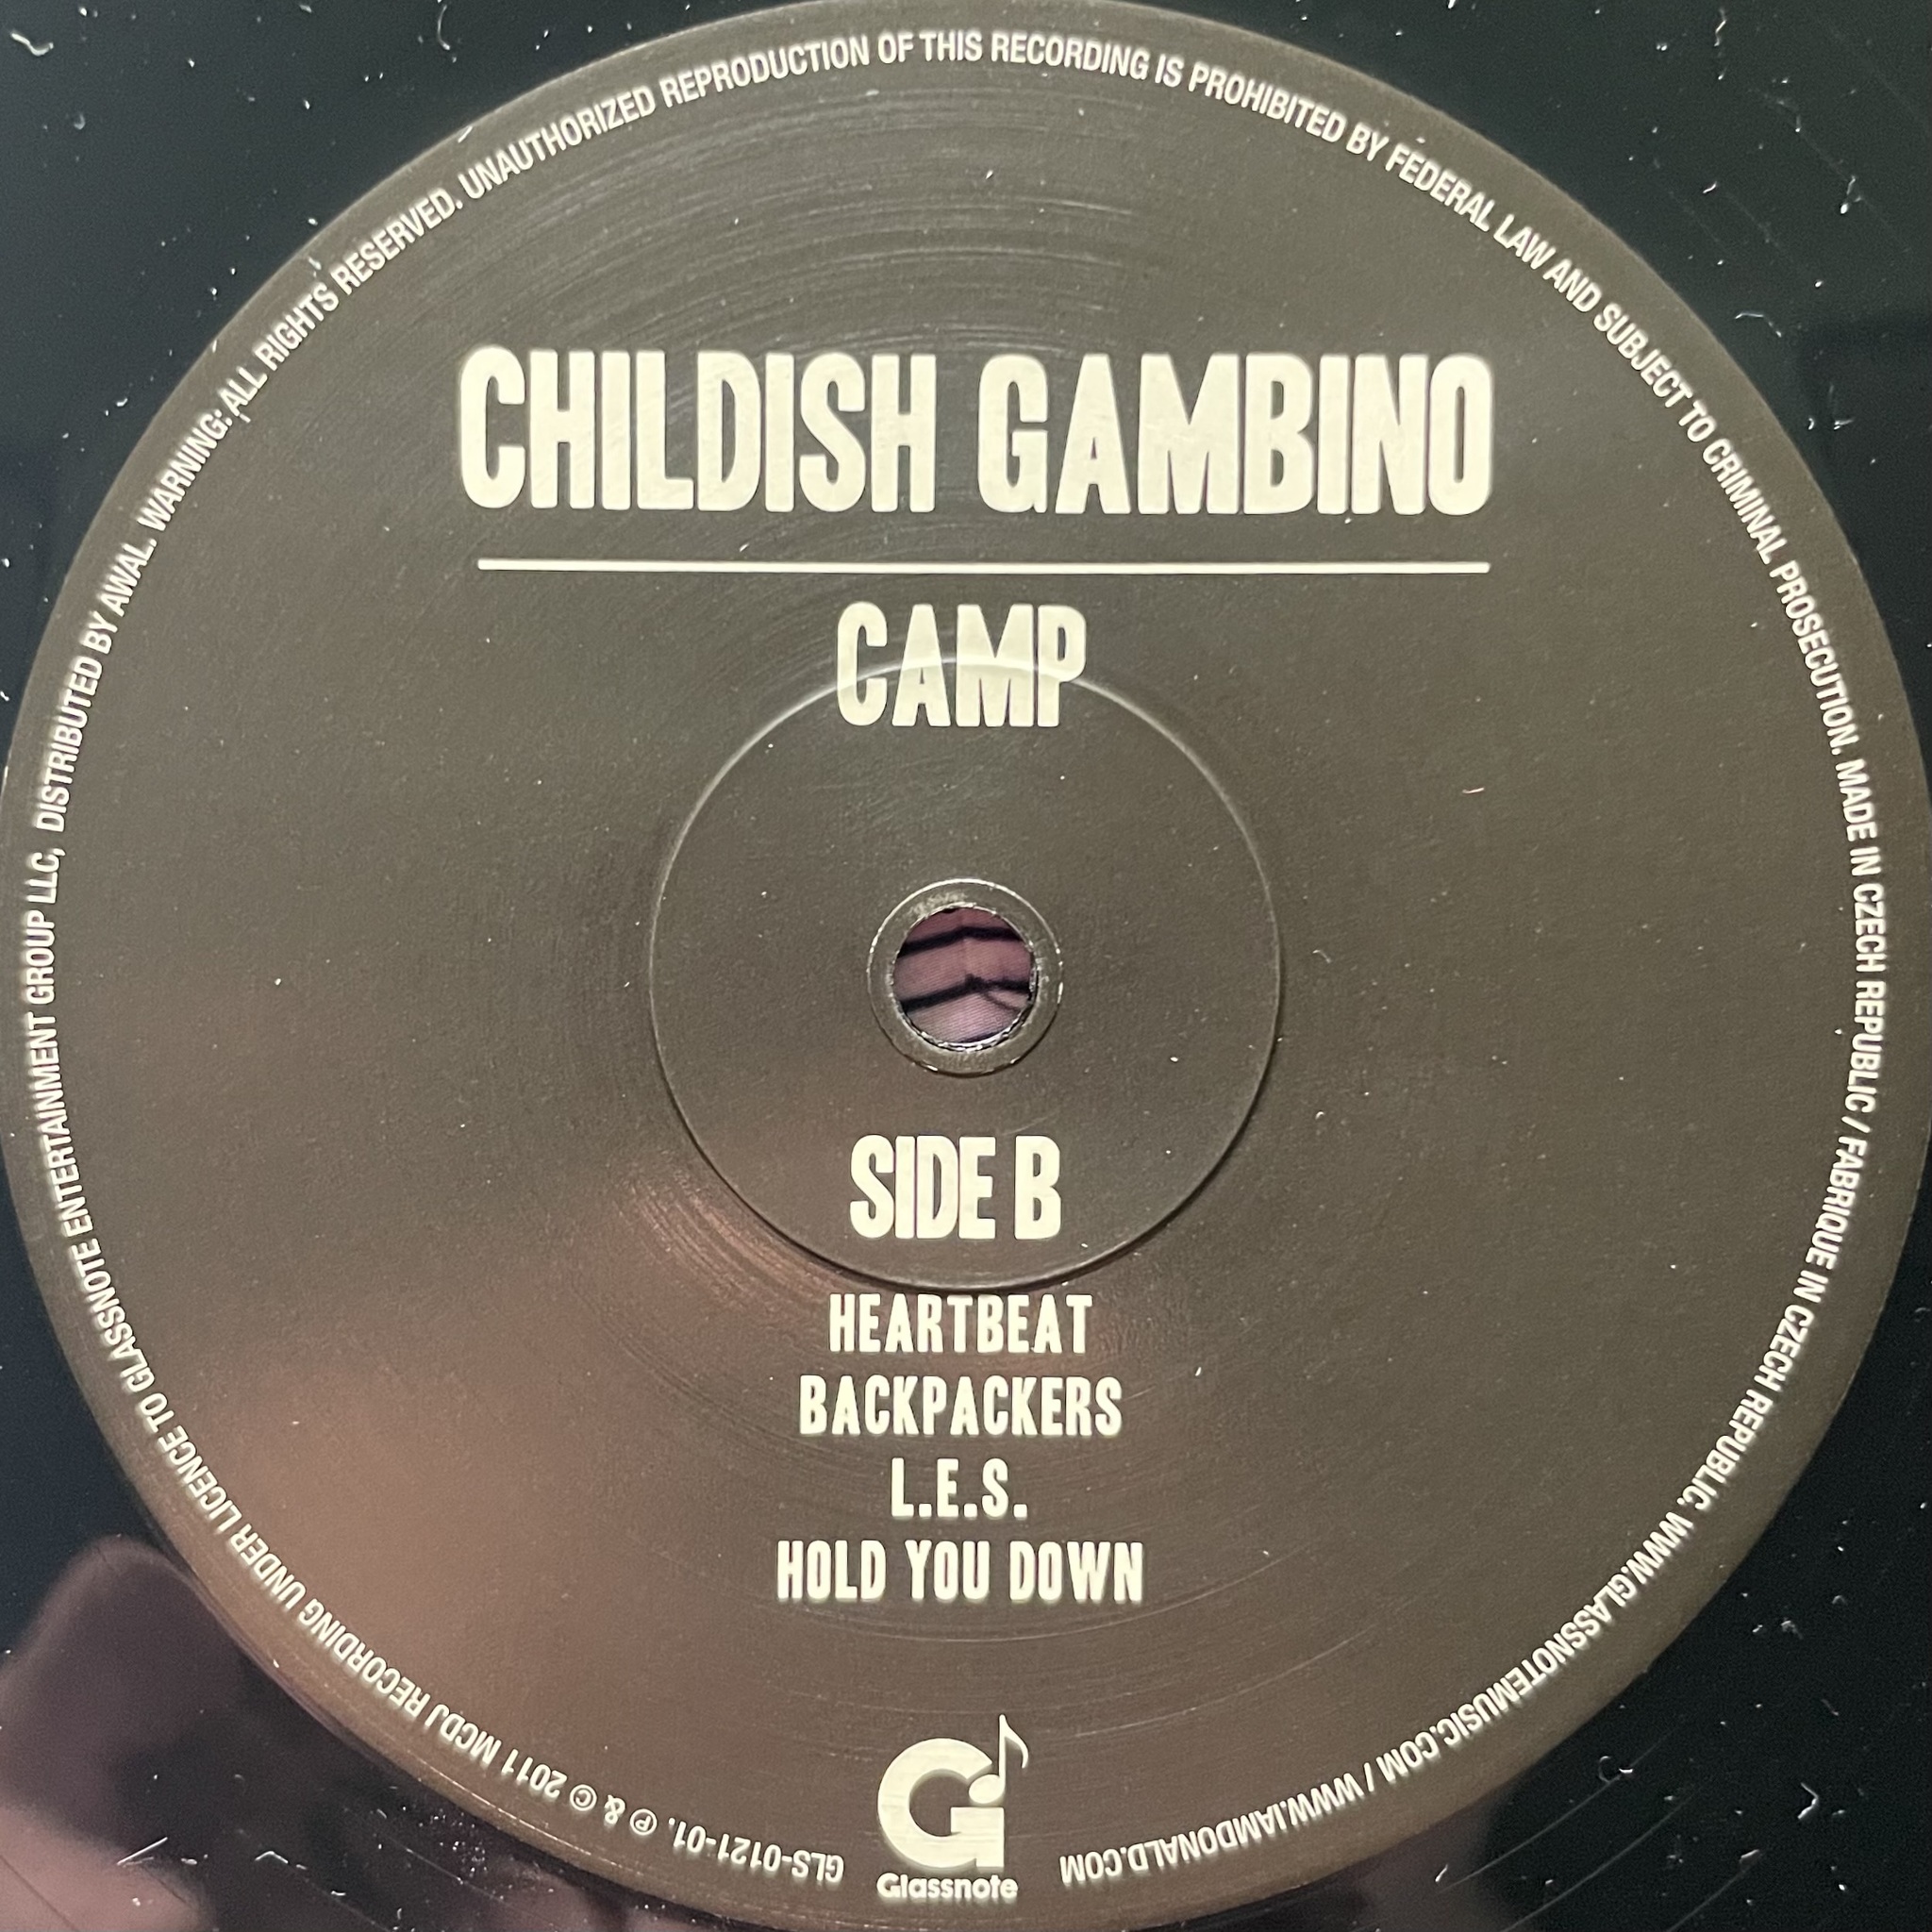 CHILDISH GAMBINO
CAMP
SIDE B
HEARTBEAT
BACKPACKERS
L.E.S.
HOLD YOU DOWN
G
Glassnote
GLS-0121-01. ℗ & © 2011 MCDJ RECORDING UNDER LICENCE TO GLASSNOTE ENTERTAINMENT GROUP LLC, DISTRIBUTED BY AWAL. WARNING: ALL RIGHTS RESERVED. UNAUTHORIZED REPRODUCTION OF THIS RECORDING IS PROHIBITED BY FEDERAL LAW AND SUBJECT TO CRIMINAL PROSECUTION. MADE IN CZECH REPUBLIC / FABRIQUE IN CZECH REPUBLIC. WWW.GLASSNOTEMUSIC.COM / WWW.IAMDONALD.COM